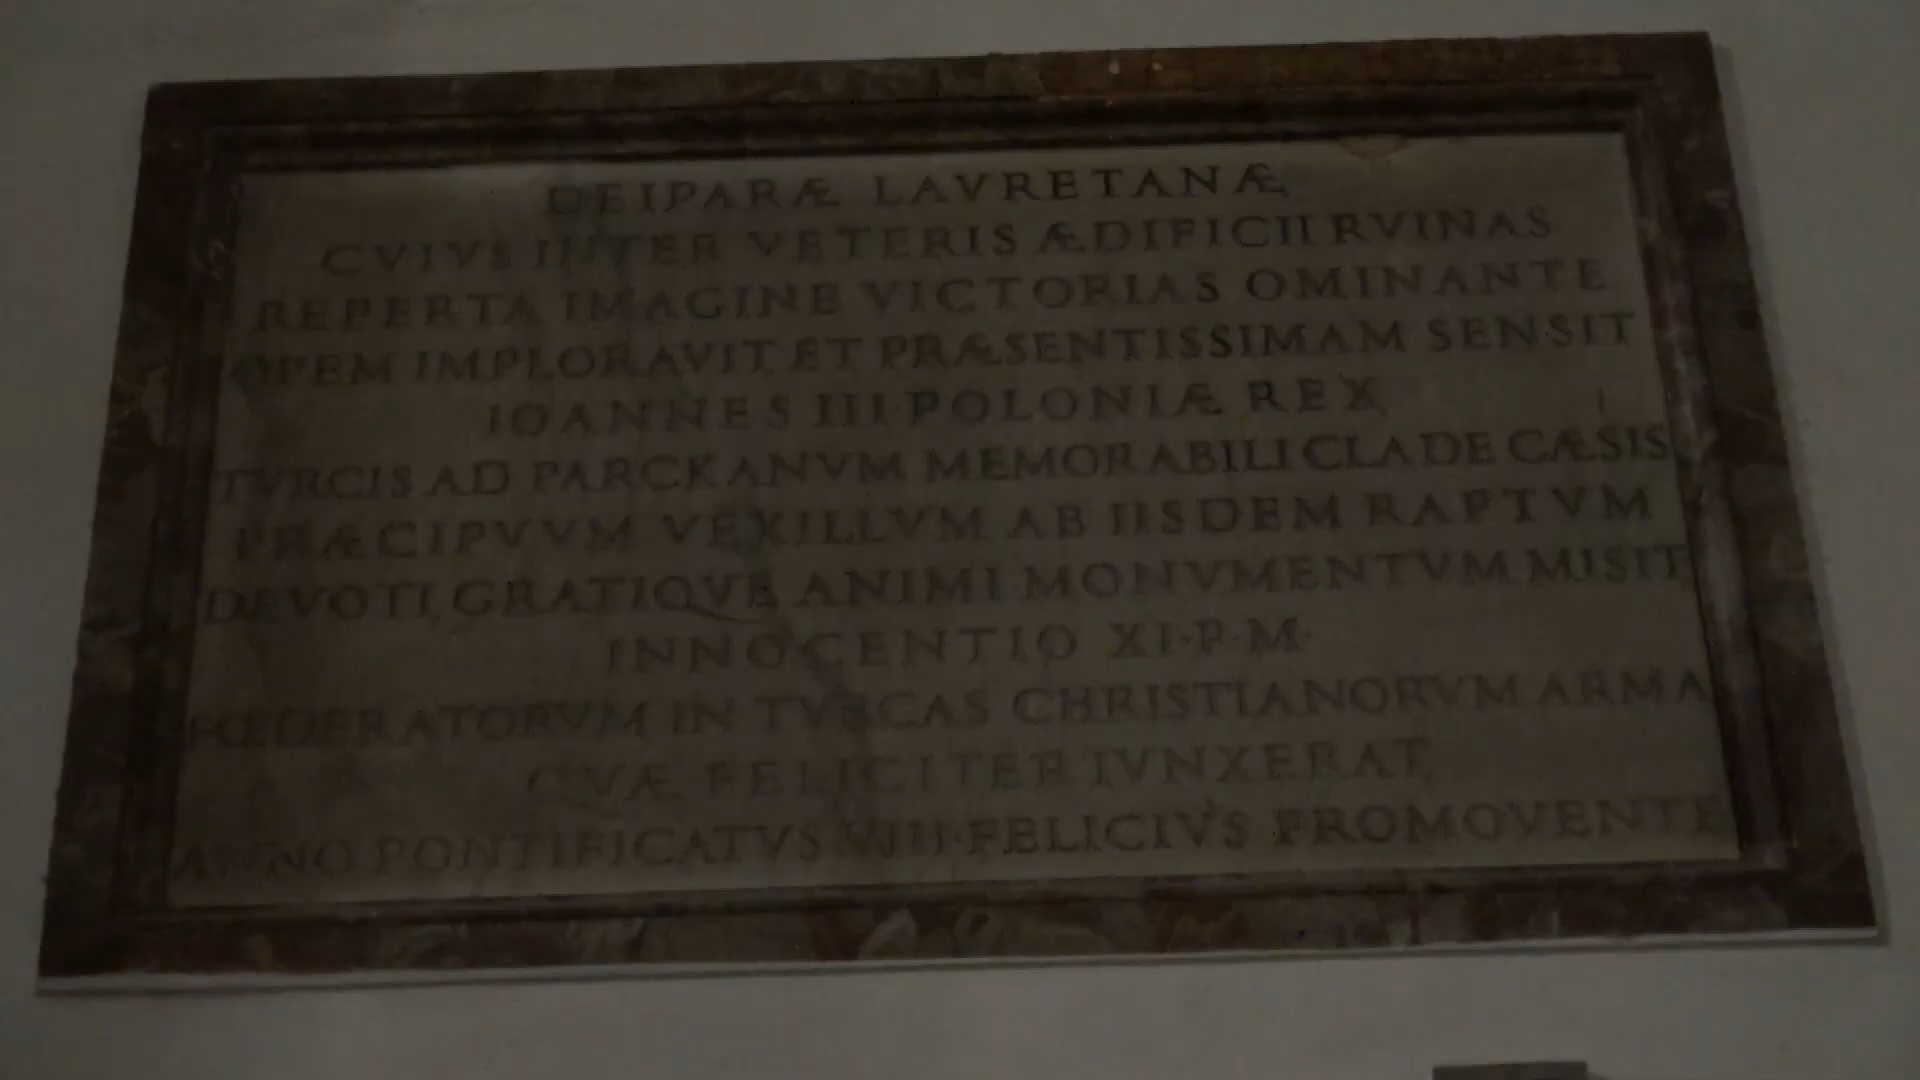 DEIPARÆ LAVRETANÆ
CVIVS INTER VETERIS ÆDIFICII RVINAS
REPERTA IMAGINE VICTORIAS OMINANTE
OPEM IMPLORAVIT ET PRÆSENTISSIMAM SENSIT
IOANNES III POLONIÆ REX
TVRCIS AD PARCKANVM MEMORABILI CLADE CÆSIS
PRÆCIPVVM VEXILLVM AB IISDEM RAPTVM
DEVOTI, GRATIQVE ANIMI MONVMENTVM MISIT
INNOCENTIO XI·P·M·
FŒDERATORVM IN TVRCAS CHRISTIANORVM ARMA
QVÆ FELICITER IVNXERAT
ANNO PONTIFICATVS VIII·FELICIVS PROMOVENTE